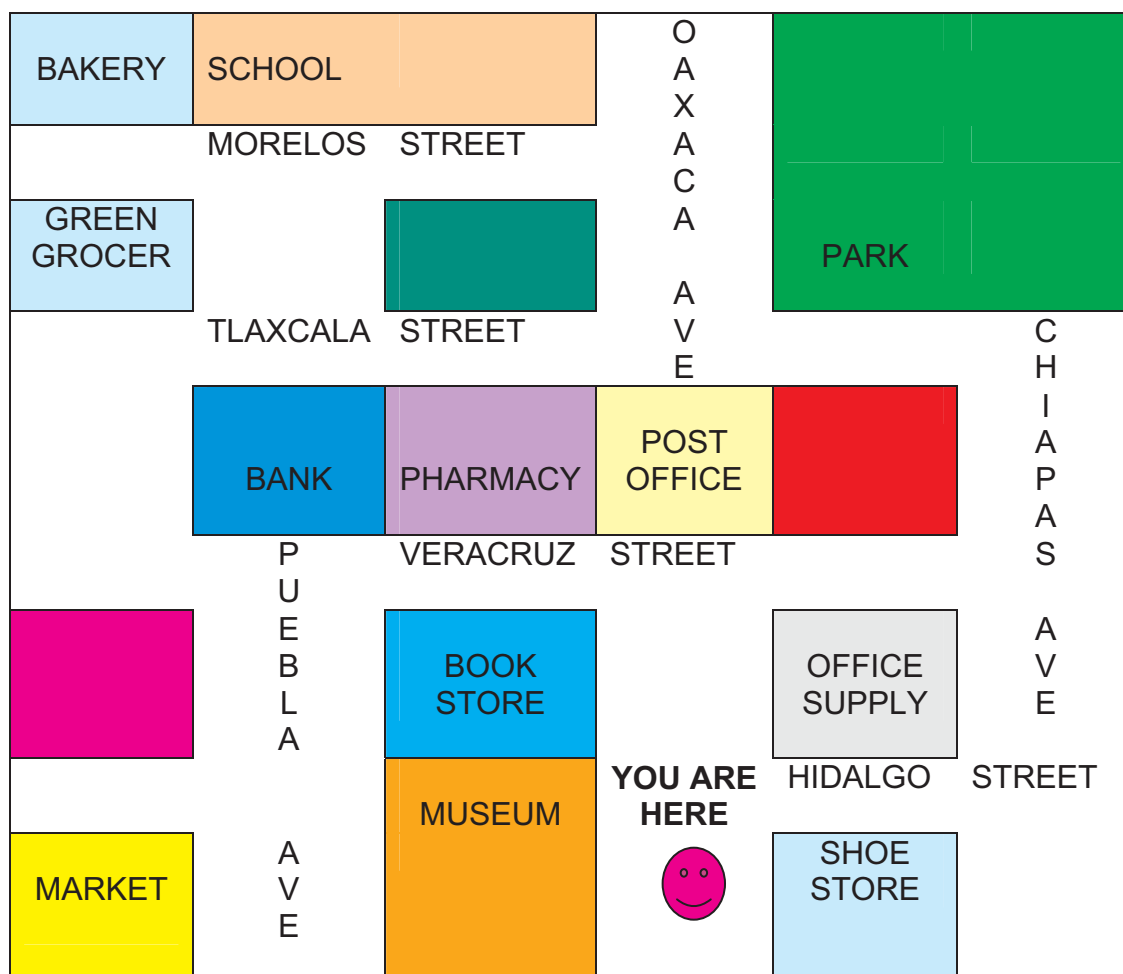 BAKERY
SCHOOL
OAXACA AVE
MORELOS STREET
GREEN
GROCER
PARK
TLAXCALA STREET
CHIAPAS AVE
BANK
PHARMACY
POST
OFFICE
PUEBLA AVE
VERACRUZ STREET
BOOK
STORE
OFFICE
SUPPLY
YOU ARE
HERE
HIDALGO STREET
MUSEUM
MARKET
SHOE
STORE